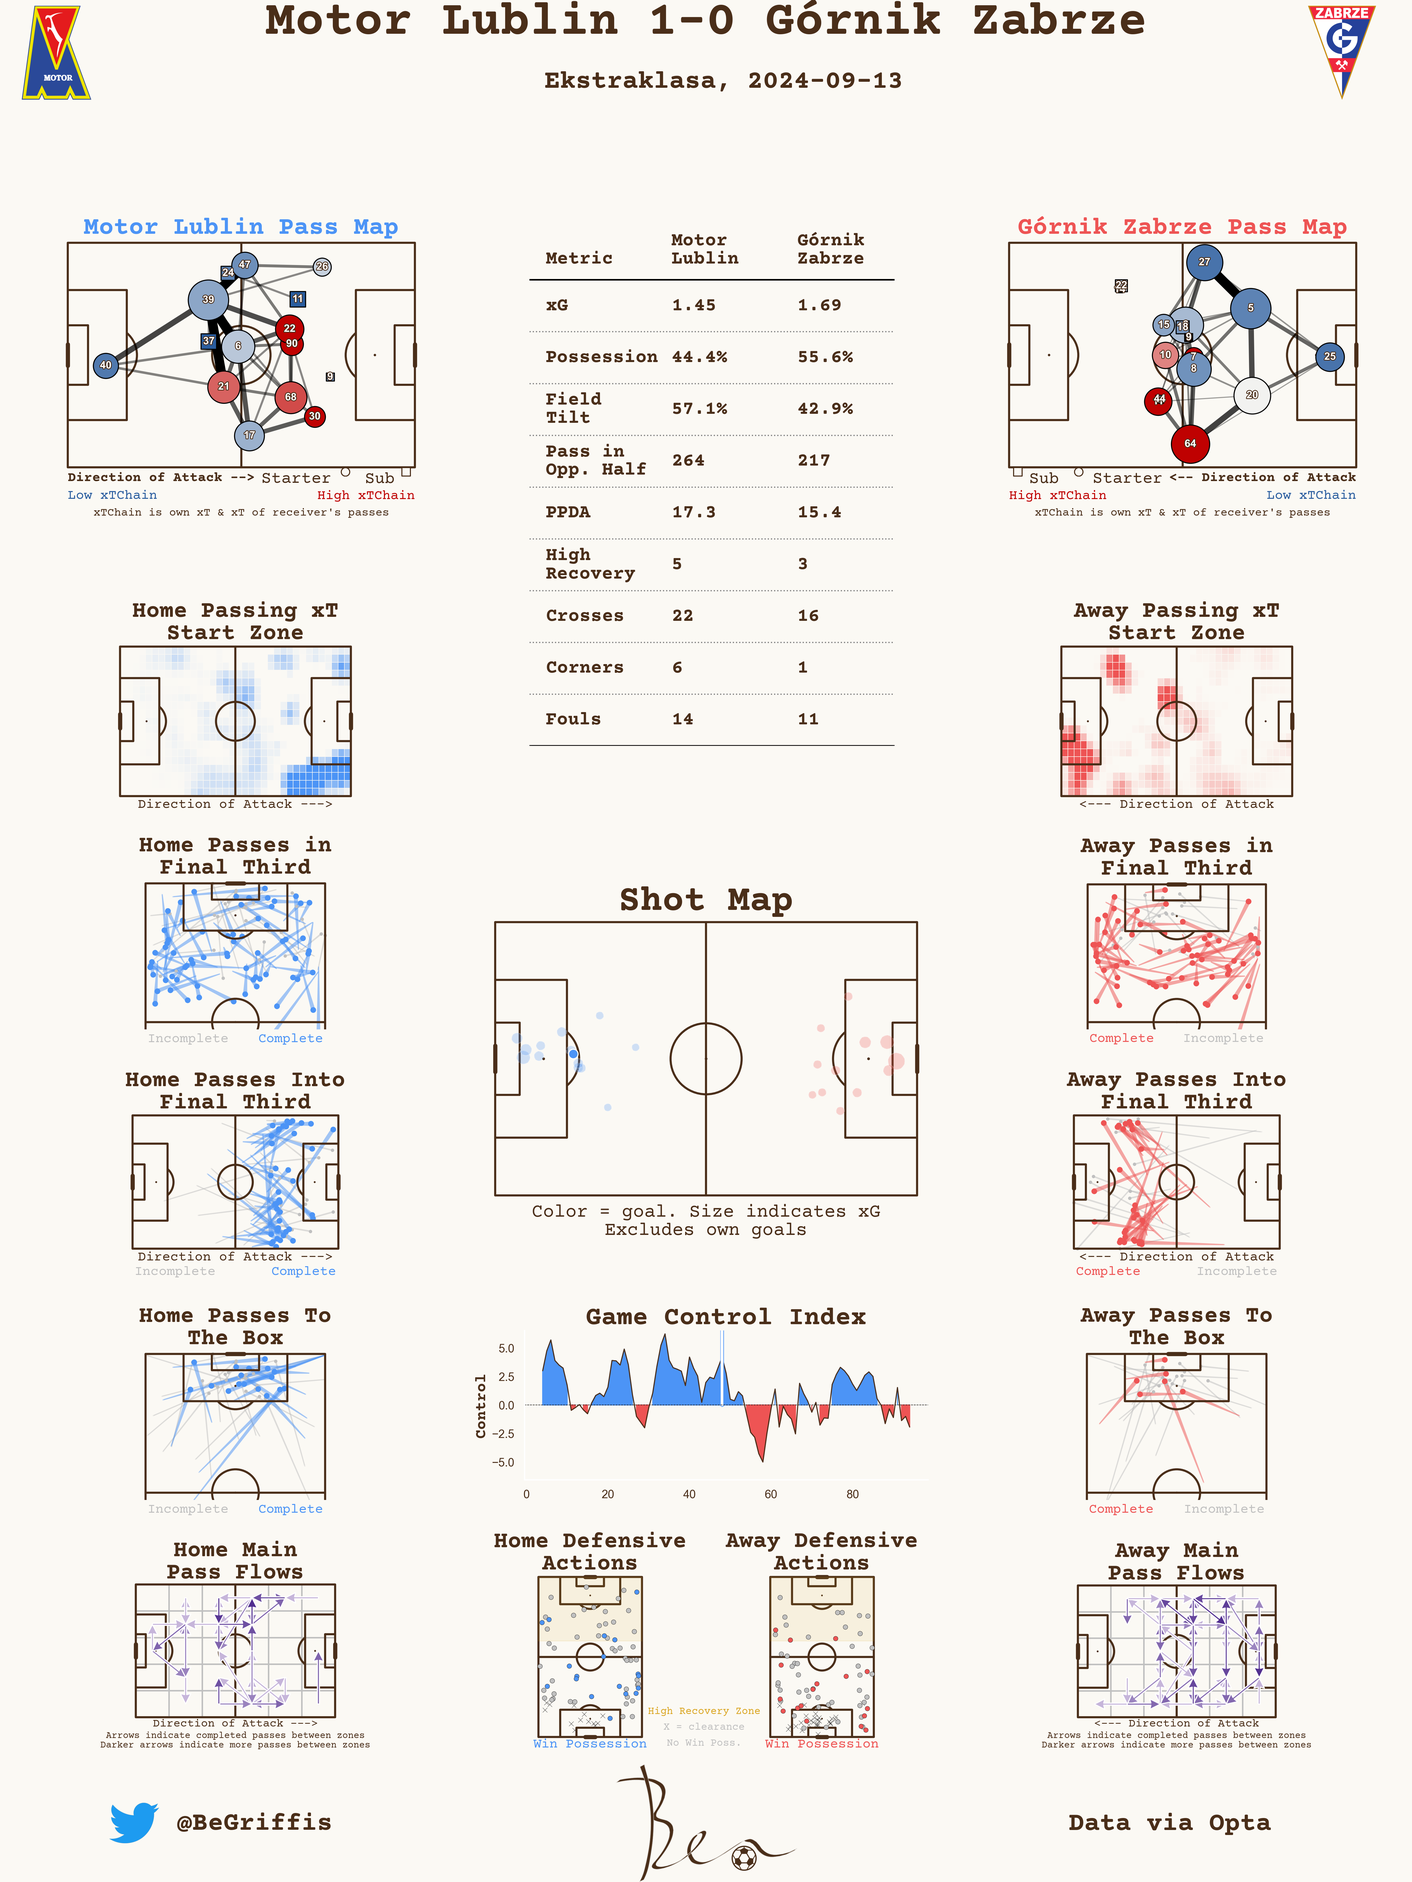 Motor Lublin 1-0 Górnik Zabrze
Ekstraklasa, 2024-09-13
MOTOR
ZABRZE
G
Motor Lublin Pass Map
24
47
26
39
11
22
37
6
90
40
9
21
68
30
17
Direction of Attack --> Starter Sub
Low xTChain High xTChain
xTChain is own xT & xT of receiver's passes
Metric Motor Lublin Górnik Zabrze
xG 1.45 1.69
Possession 44.4% 55.6%
Field Tilt 57.1% 42.9%
Pass in Opp. Half 264 217
PPDA 17.3 15.4
High Recovery 5 3
Crosses 22 16
Corners 6 1
Fouls 14 11
Górnik Zabrze Pass Map
27
22
5
15
18
9
10
7
8
25
44
20
64
Sub Starter <-- Direction of Attack
High xTChain Low xTChain
xTChain is own xT & xT of receiver's passes
Home Passing xT
Start Zone
Direction of Attack --->
Away Passing xT
Start Zone
<--- Direction of Attack
Home Passes in
Final Third
Incomplete Complete
Away Passes in
Final Third
Complete Incomplete
Shot Map
Color = goal. Size indicates xG
Excludes own goals
Home Passes Into
Final Third
Direction of Attack --->
Incomplete Complete
Away Passes Into
Final Third
<--- Direction of Attack
Complete Incomplete
Home Passes To
The Box
Incomplete Complete
Game Control Index
Control
5.0
2.5
0.0
−2.5
−5.0
0 20 40 60 80
Away Passes To
The Box
Complete Incomplete
Home Main
Pass Flows
Direction of Attack --->
Arrows indicate completed passes between zones
Darker arrows indicate more passes between zones
Home Defensive
Actions
Win Possession
Away Defensive
Actions
Win Possession
High Recovery Zone
X = clearance
No Win Poss.
Away Main
Pass Flows
<--- Direction of Attack
Arrows indicate completed passes between zones
Darker arrows indicate more passes between zones
@BeGriffis
Ben
Data via Opta